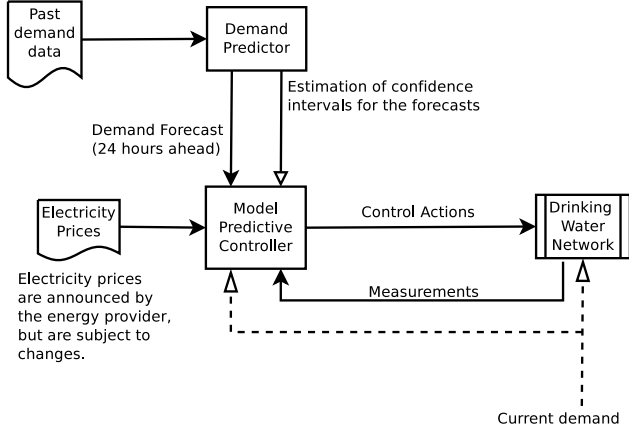 Past
demand
data
Demand
Predictor
Estimation of confidence
intervals for the forecasts
Demand Forecast
(24 hours ahead)
Electricity
Prices
Model
Predictive
Controller
Control Actions
Drinking
Water
Network
Measurements
Electricity prices
are announced by
the energy provider,
but are subject to
changes.
Current demand